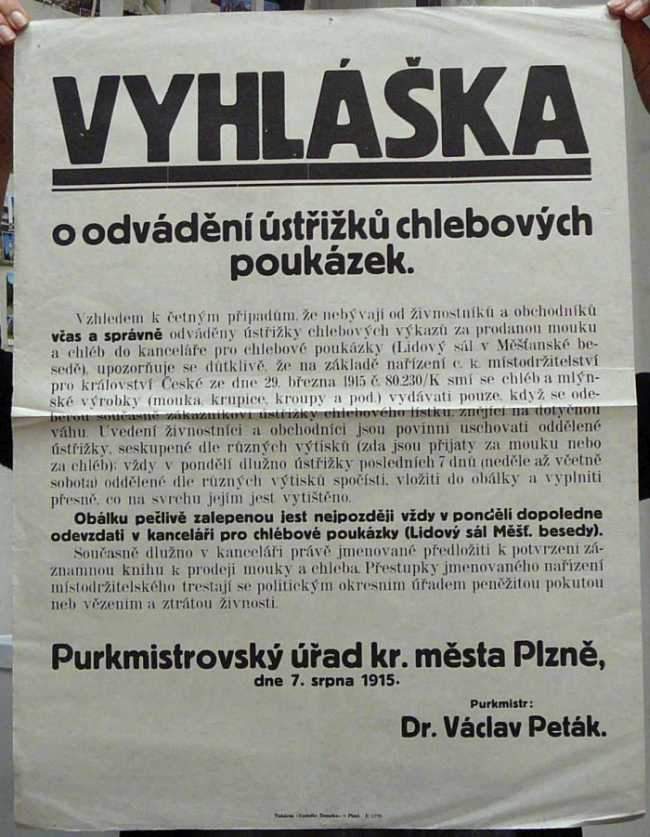 VYHLÁŠKA
o odvádění ústřižků chlebových
poukázek.
Vzhledem k četným případům, že nebývají od živnostníků a obchodníků
včas a správně odváděny ústřižky chlebových výkazů za prodanou mouku
a chléb do kanceláře pro chlebové poukázky (Lidový sál v Měšťanské be-
sedě), upozorňuje se důtklivě, že na základě nařízení c. k. místodržitelství
pro království České ze dne 29. března 1915 č. 80.230/K smí se chléb a mlýn-
ské výrobky (mouka, krupice, kroupy a pod.) vydávati pouze, když se ode-
berou současně zákazníkovi ústřižky chlebového lístku, znějící na dotyčnou
váhu. Uvedení živnostníci a obchodníci jsou povinni uschovati oddělené
ústřižky, seskupené dle různých výtisků (zda jsou přijaty za mouku nebo
za chléb); vždy v pondělí dlužno ústřižky posledních 7 dnů (neděle až včetně
sobota) oddělené dle různých výtisků spočísti, vložiti do obálky a vyplniti
přesně, co na svrchu jejím jest vytištěno.
Obálku pečlivě zalepenou jest nejpozději vždy v pondělí dopoledne
odevzdati v kanceláři pro chlébové poukázky (Lidový sál Měšť. besedy).
Současně dlužno v kanceláři právě jmenované předložiti k potvrzení zá-
znamnou knihu k prodeji mouky a chleba. Přestupky jmenovaného nařízení
místodržitelského trestají se politickým okresním úřadem peněžitou pokutou
neb vězením a ztrátou živnosti.
Purkmistrovský úřad kr. města Plzně,
dne 7. srpna 1915.
Purkmistr:
Dr. Václav Peták.